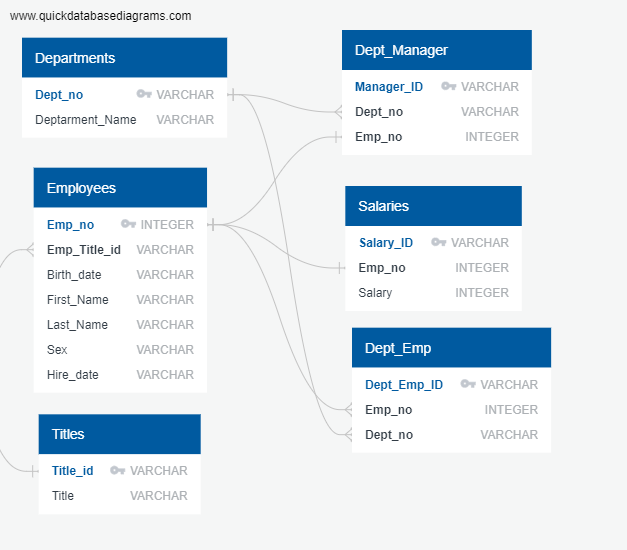 www.quickdatabasediagrams.com
Departments
Dept_no VARCHAR
Deptarment_Name VARCHAR
Dept_Manager
Manager_ID VARCHAR
Dept_no VARCHAR
Emp_no INTEGER
Employees
Emp_no INTEGER
Emp_Title_id VARCHAR
Birth_date VARCHAR
First_Name VARCHAR
Last_Name VARCHAR
Sex VARCHAR
Hire_date VARCHAR
Salaries
Salary_ID VARCHAR
Emp_no INTEGER
Salary INTEGER
Dept_Emp
Dept_Emp_ID VARCHAR
Emp_no INTEGER
Dept_no VARCHAR
Titles
Title_id VARCHAR
Title VARCHAR